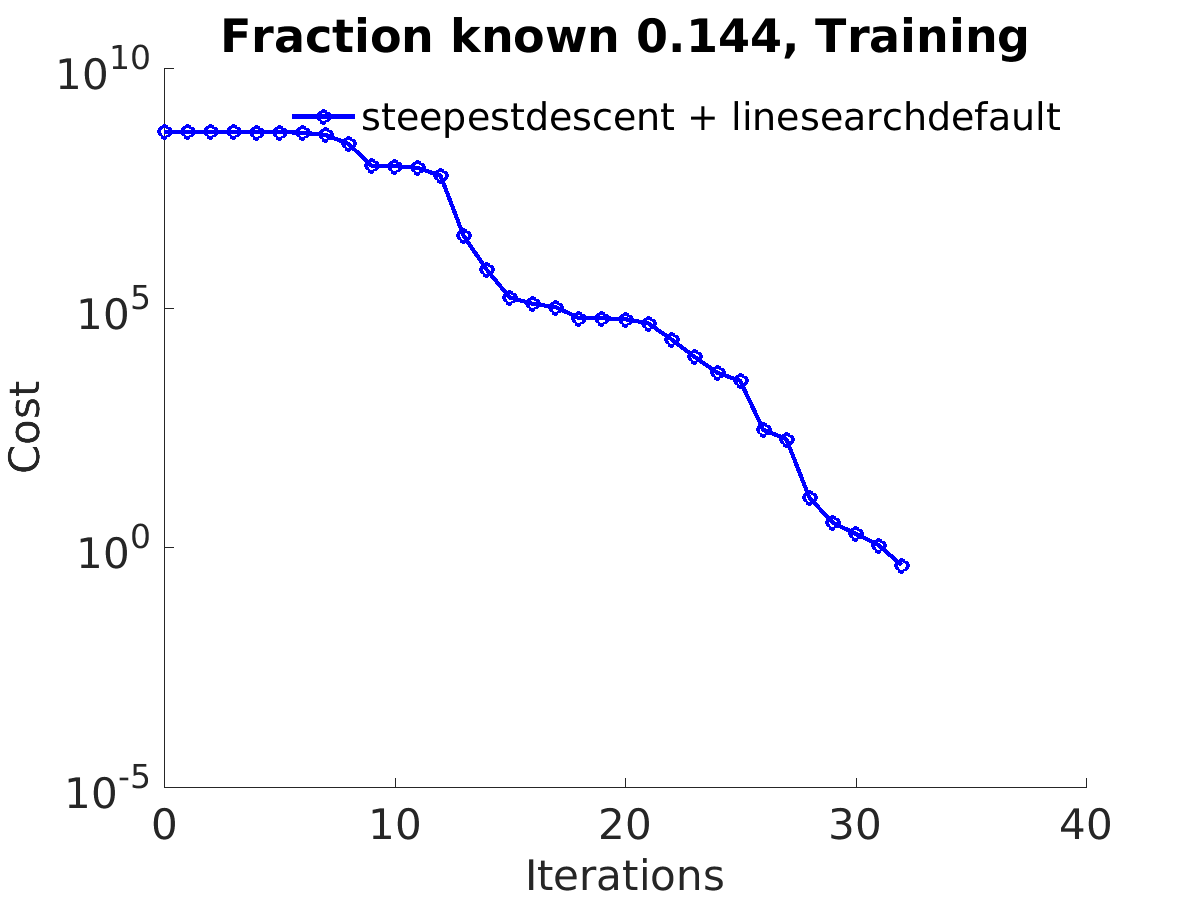 Fraction known 0.144, Training
10^10
steepestdescent + linesearchdefault
10^5
Cost
10^0
10^-5
0 10 20 30 40
Iterations